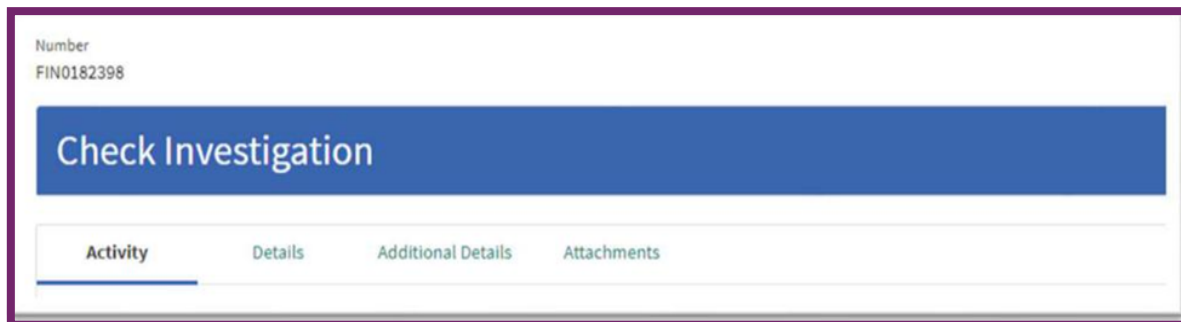 Number
FIN0182398
Check Investigation
Activity Details Additional Details Attachments